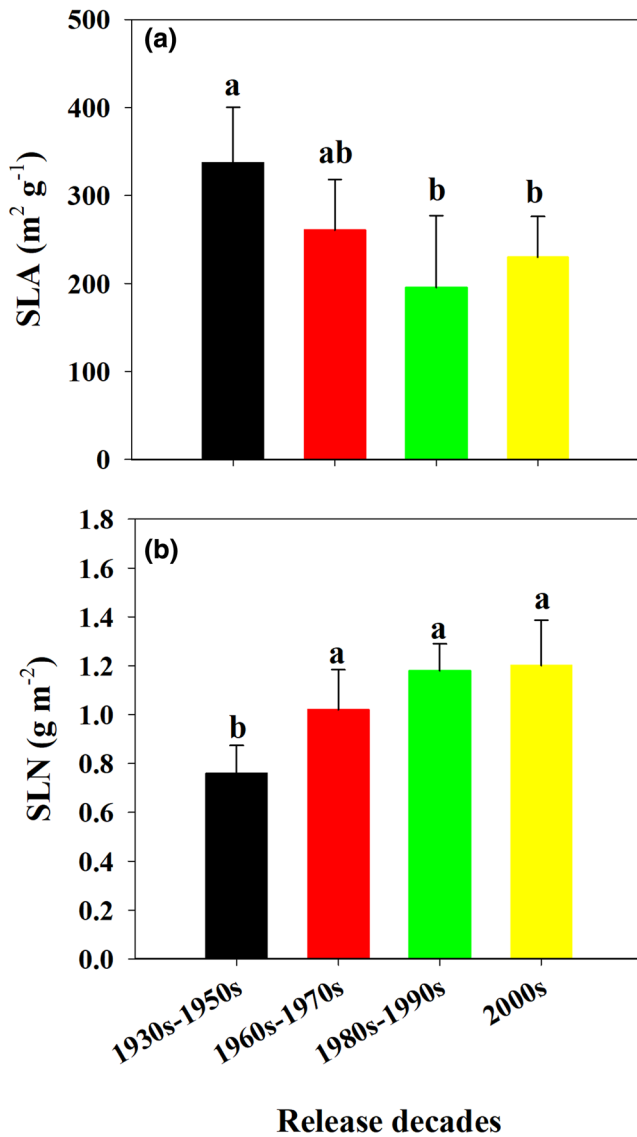 (a)
SLA (m² g⁻¹)
500
400
300
200
100
0
a
ab
b
b
(b)
SLN (g m⁻²)
1.8
1.6
1.4
1.2
1.0
0.8
0.6
0.4
0.2
0.0
b
a
a
a
1930s-1950s
1960s-1970s
1980s-1990s
2000s
Release decades